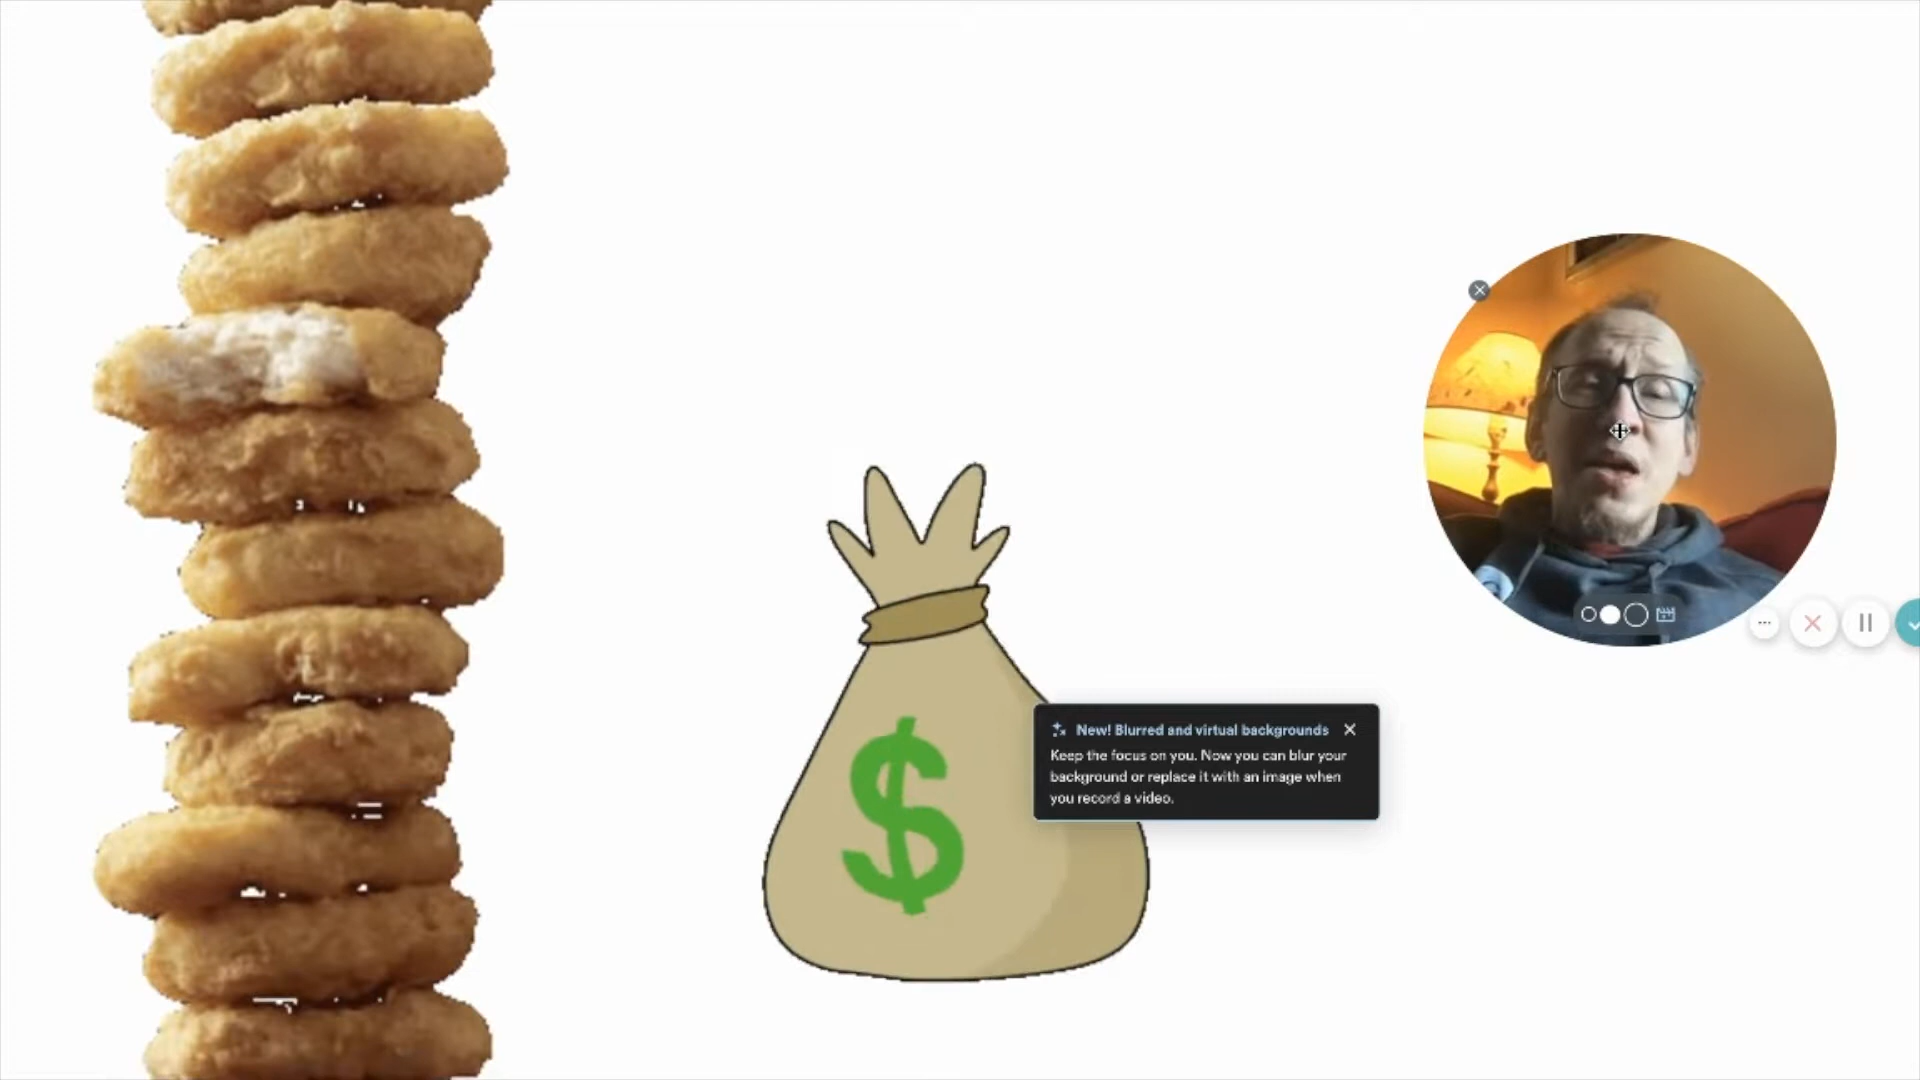 $
New! Blurred and virtual backgrounds
Keep the focus on you. Now you can blur your
background or replace it with an image when
you record a video.